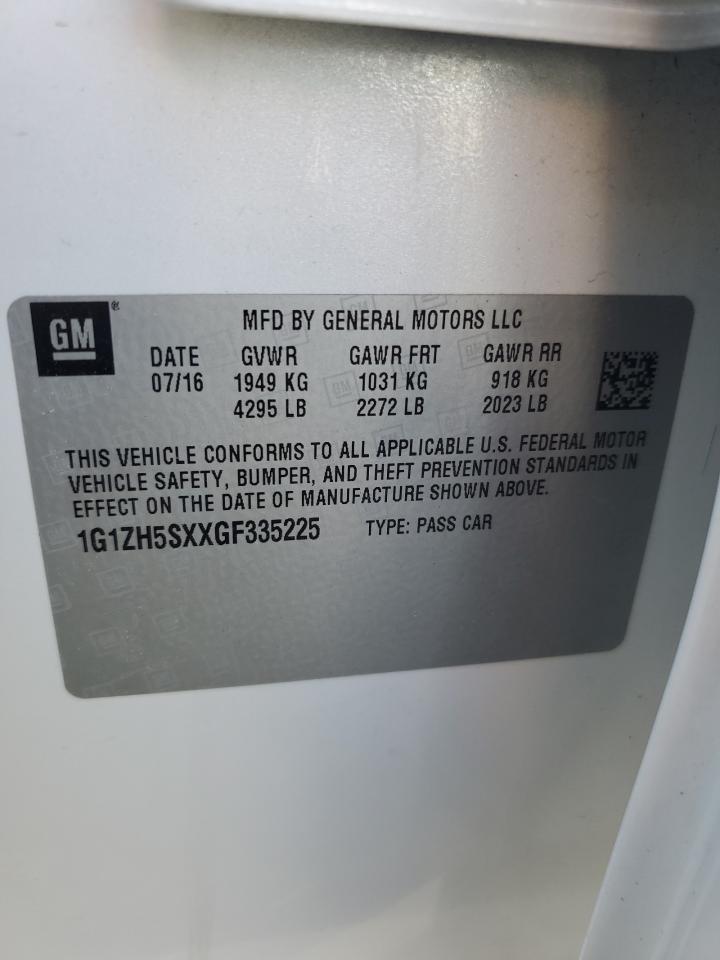 GM®
MFD BY GENERAL MOTORS LLC
DATE GVWR GAWR FRT GAWR RR
07/16 1949 KG 1031 KG 918 KG
4295 LB 2272 LB 2023 LB
THIS VEHICLE CONFORMS TO ALL APPLICABLE U.S. FEDERAL MOTOR
VEHICLE SAFETY, BUMPER, AND THEFT PREVENTION STANDARDS IN
EFFECT ON THE DATE OF MANUFACTURE SHOWN ABOVE.
1G1ZH5SXXGF335225 TYPE: PASS CAR